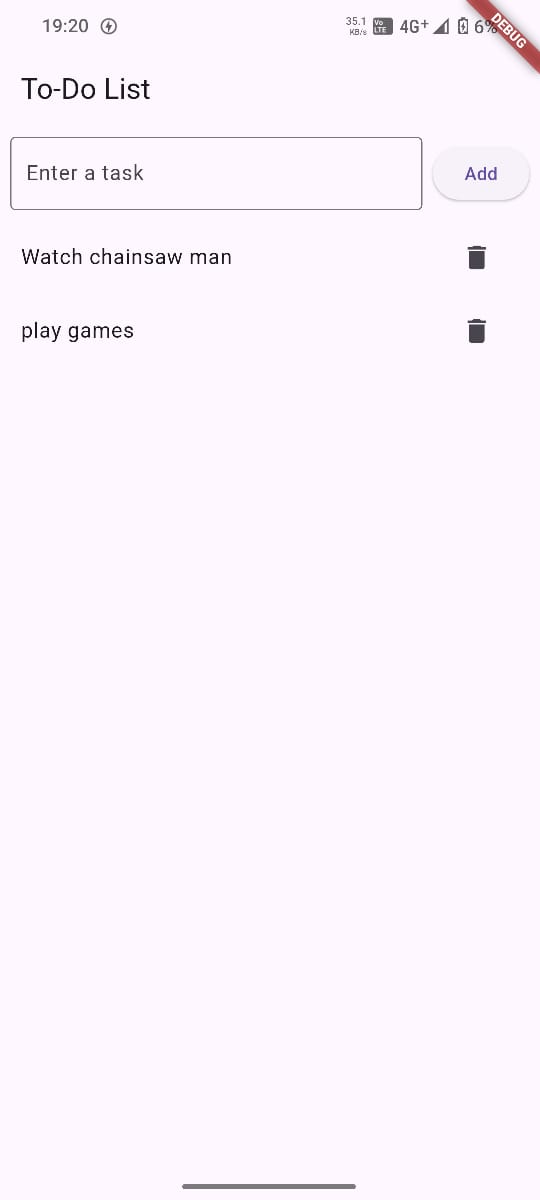 19:20 35.1 KB/s Vo LTE 4G+ 6% DEBUG
To-Do List
Enter a task Add
Watch chainsaw man
play games